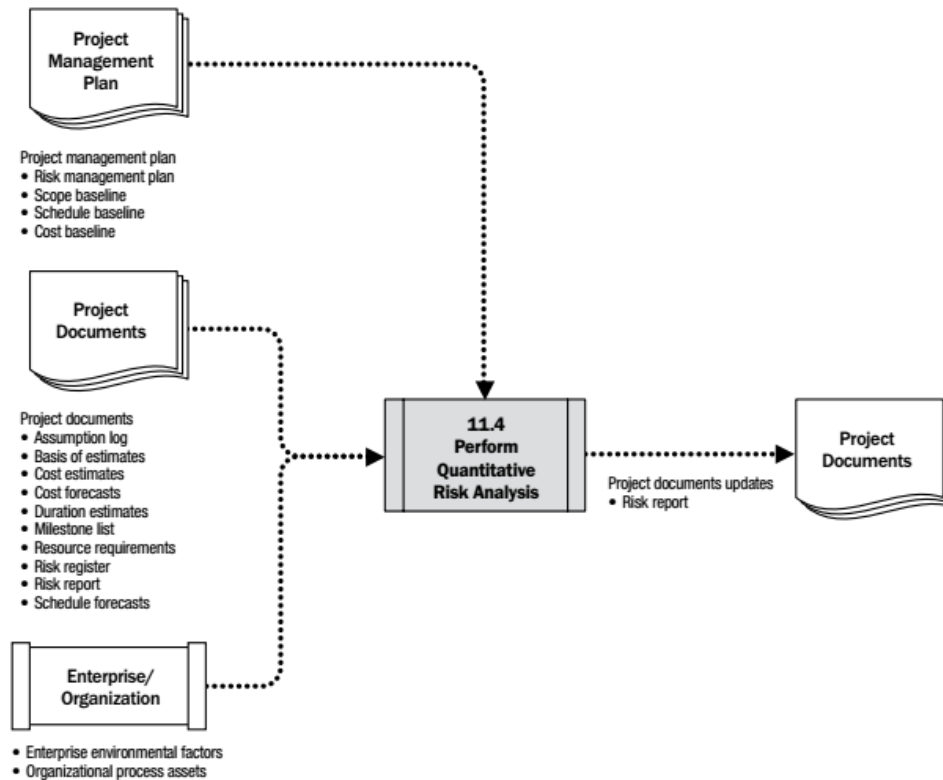 Project
Management
Plan
Project management plan
• Risk management plan
• Scope baseline
• Schedule baseline
• Cost baseline
Project
Documents
Project documents
• Assumption log
• Basis of estimates
• Cost estimates
• Cost forecasts
• Duration estimates
• Milestone list
• Resource requirements
• Risk register
• Risk report
• Schedule forecasts
Enterprise/
Organization
• Enterprise environmental factors
• Organizational process assets
11.4
Perform
Quantitative
Risk Analysis
Project documents updates
• Risk report
Project
Documents